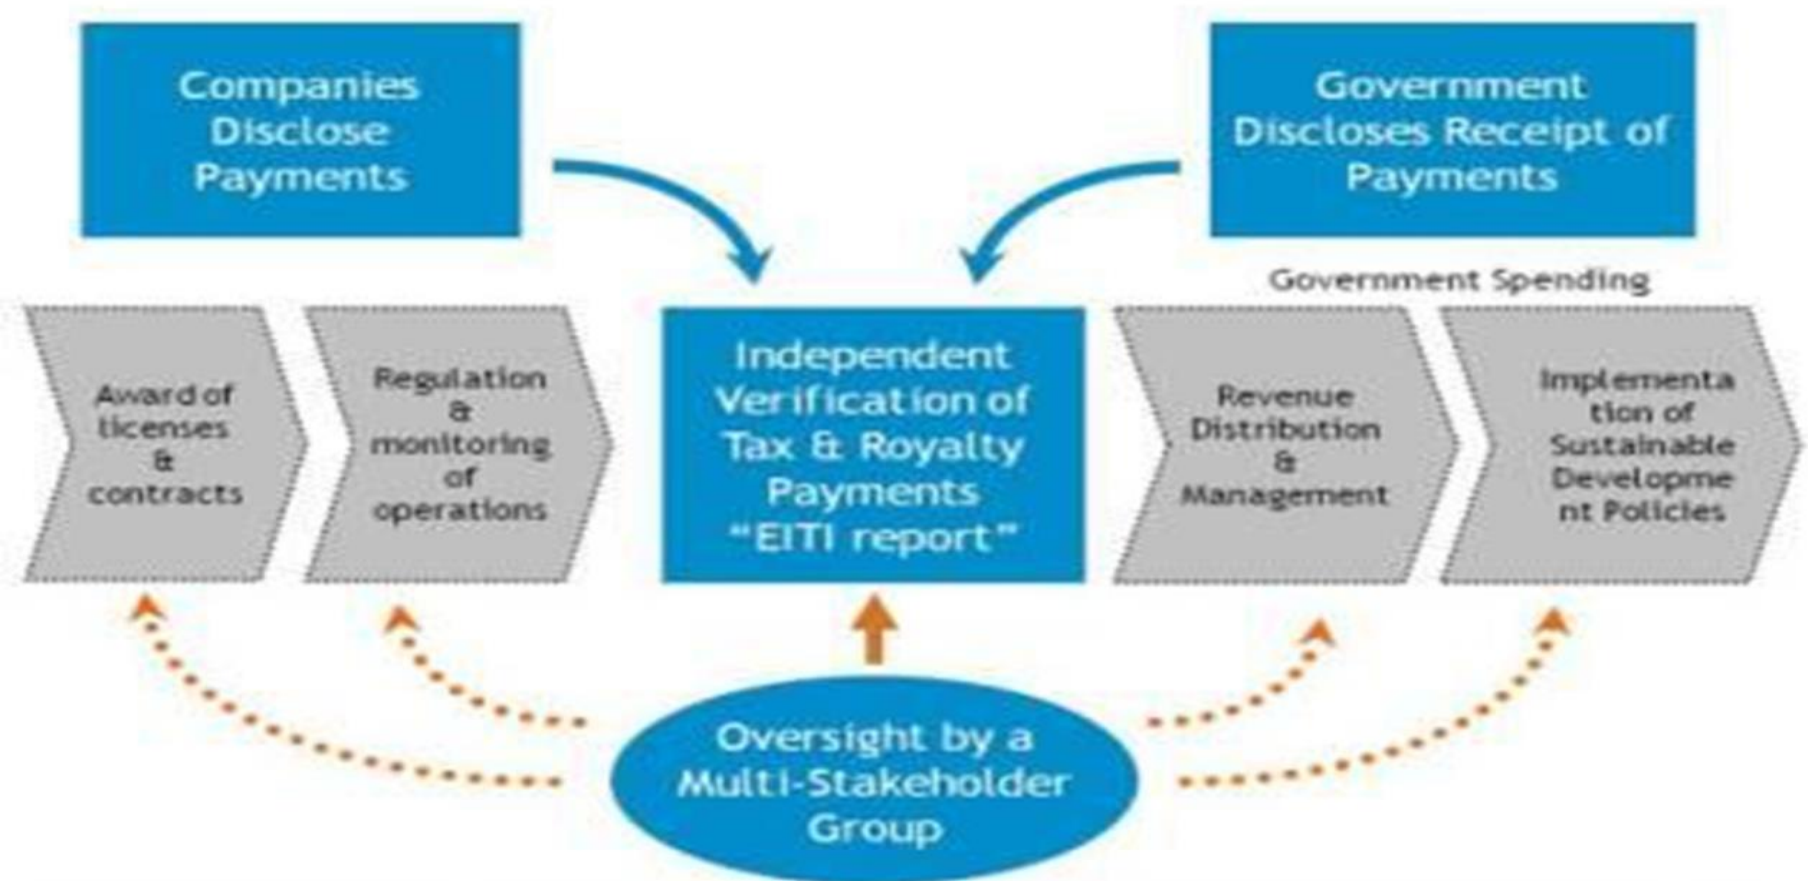 Companies
Disclose
Payments
Government
Discloses Receipt of
Payments
Government Spending
Award of
licenses
&
contracts
Regulation
&
monitoring
of
operations
Independent
Verification of
Tax & Royalty
Payments
“EITI report”
Revenue
Distribution
&
Management
Implementa
tion of
Sustainable
Developme
nt Policies
Oversight by a
Multi-Stakeholder
Group